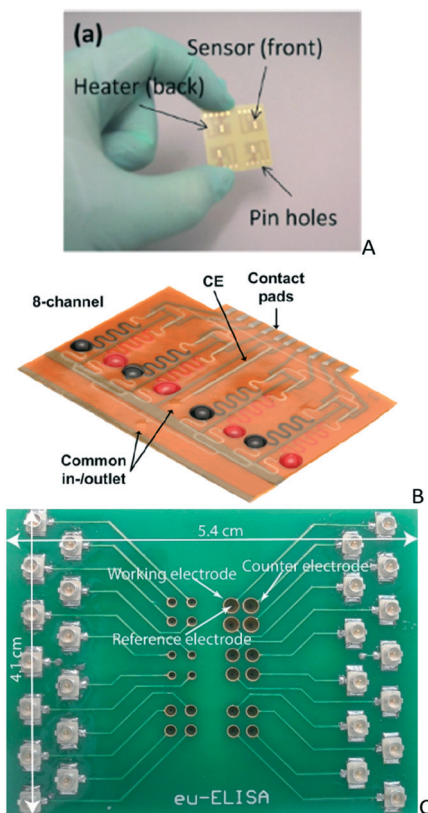 (a)
Sensor (front)
Heater (back)
Pin holes
A
8-channel
CE
Contact
pads
Common
in-/outlet
B
5.4 cm
Working electrode
Counter electrode
Reference electrode
4.1 cm
eu-ELISA
C